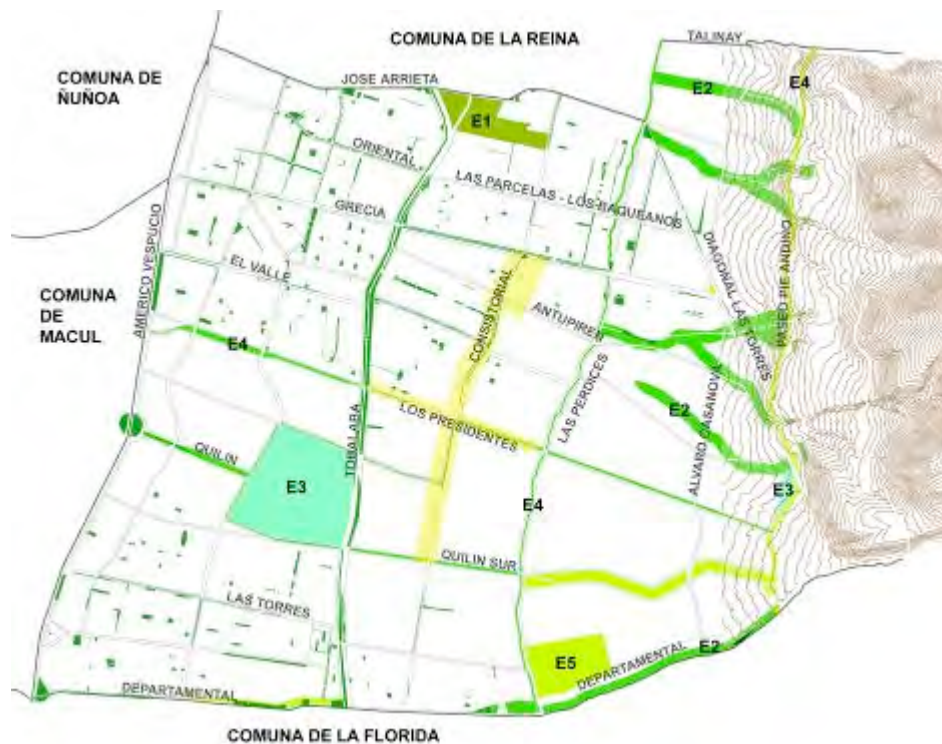 COMUNA DE LA REINA
TALINAY
COMUNA DE
ÑUÑOA
JOSE ARRIETA
E2
E4
E1
ORIENTAL
LAS PARCELAS - LOS BAQUEANOS
GRECIA
AMERICO VESPUCIO
EL VALLE
CONSISTORIAL
DIAGONAL LAS TORRES
PASEO PIE ANDINO
COMUNA
DE
MACUL
ANTUPIREN
E4
LAS PERDICES
E2
ALVARO CASANOVA
LOS PRESIDENTES
TOBALABA
QUILIN
E3
E4
E3
QUILIN SUR
LAS TORRES
E5
E2
DEPARTAMENTAL
DEPARTAMENTAL
COMUNA DE LA FLORIDA